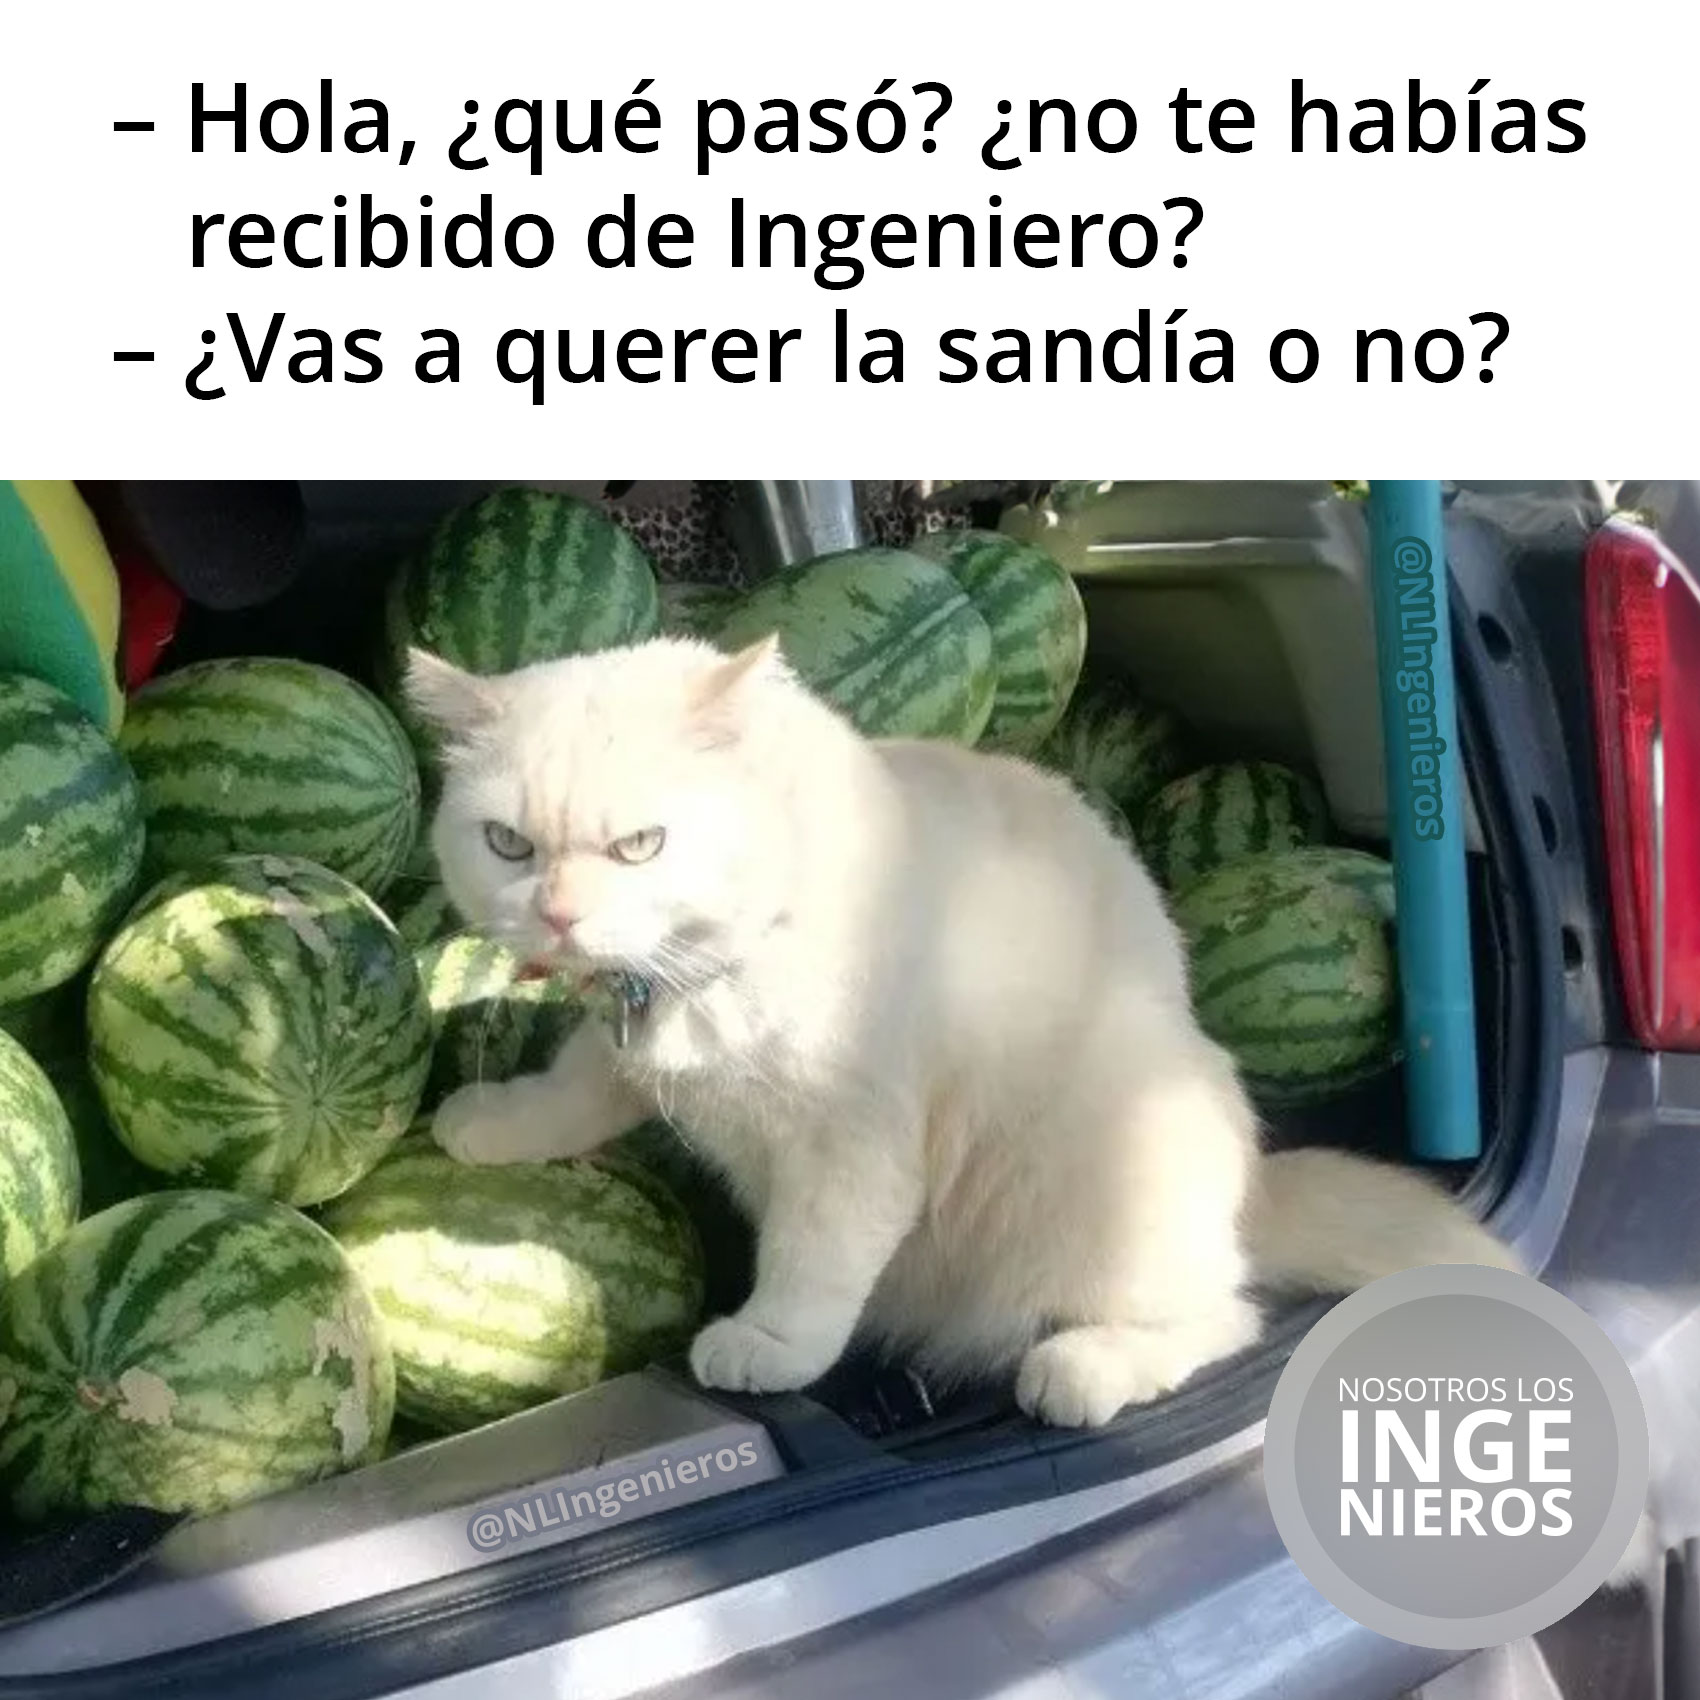 – Hola, ¿qué pasó? ¿no te habías
recibido de Ingeniero?
– ¿Vas a querer la sandía o no?
@NLIngenieros
@NLIngenieros
NOSOTROS LOS
INGE
NIEROS